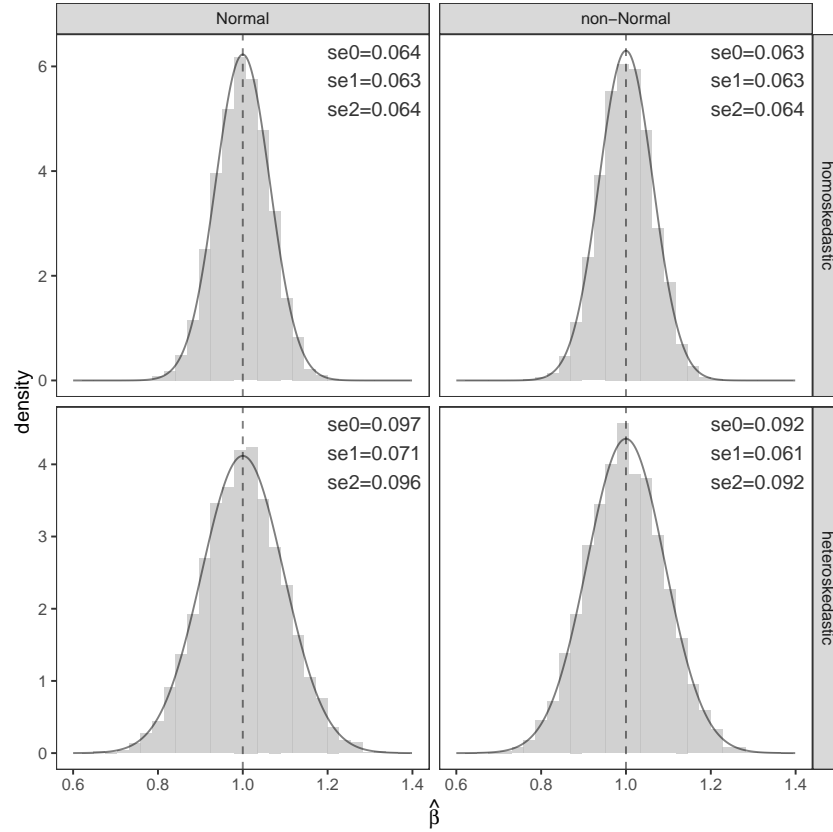 Normal
non−Normal
se0=0.064
se1=0.063
se2=0.064
se0=0.063
se1=0.063
se2=0.064
homoskedastic
6
4
2
0
density
se0=0.097
se1=0.071
se2=0.096
se0=0.092
se1=0.061
se2=0.092
heteroskedastic
4
3
2
1
0
0.6 0.8 1.0 1.2 1.4
0.6 0.8 1.0 1.2 1.4
β̂